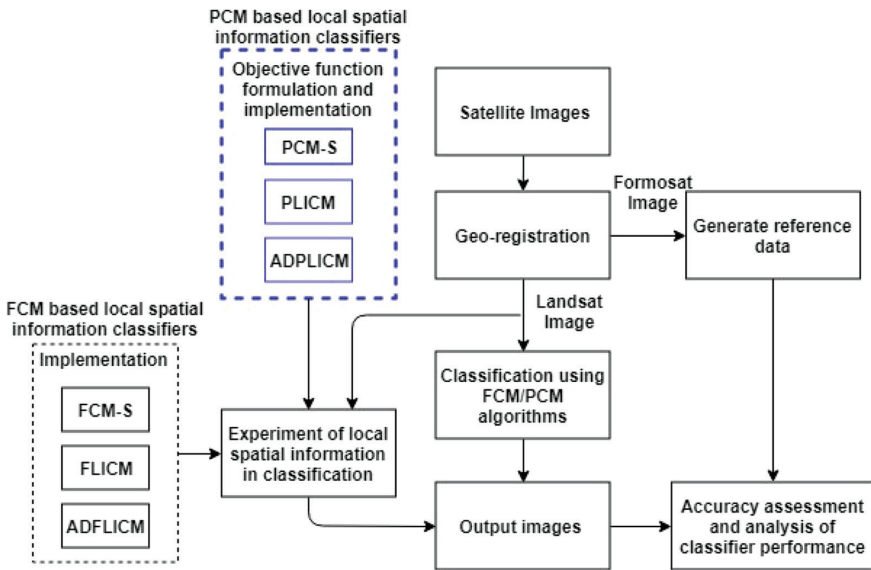 PCM based local spatial
information classifiers
Objective function
formulation and
implementation
PCM-S
PLICM
ADPLICM
Satellite Images
Geo-registration
Formosat
Image
Generate reference
data
Landsat
Image
FCM based local spatial
information classifiers
Implementation
FCM-S
FLICM
ADFLICM
Experiment of local
spatial information
in classification
Classification using
FCM/PCM
algorithms
Output images
Accuracy assessment
and analysis of
classifier performance